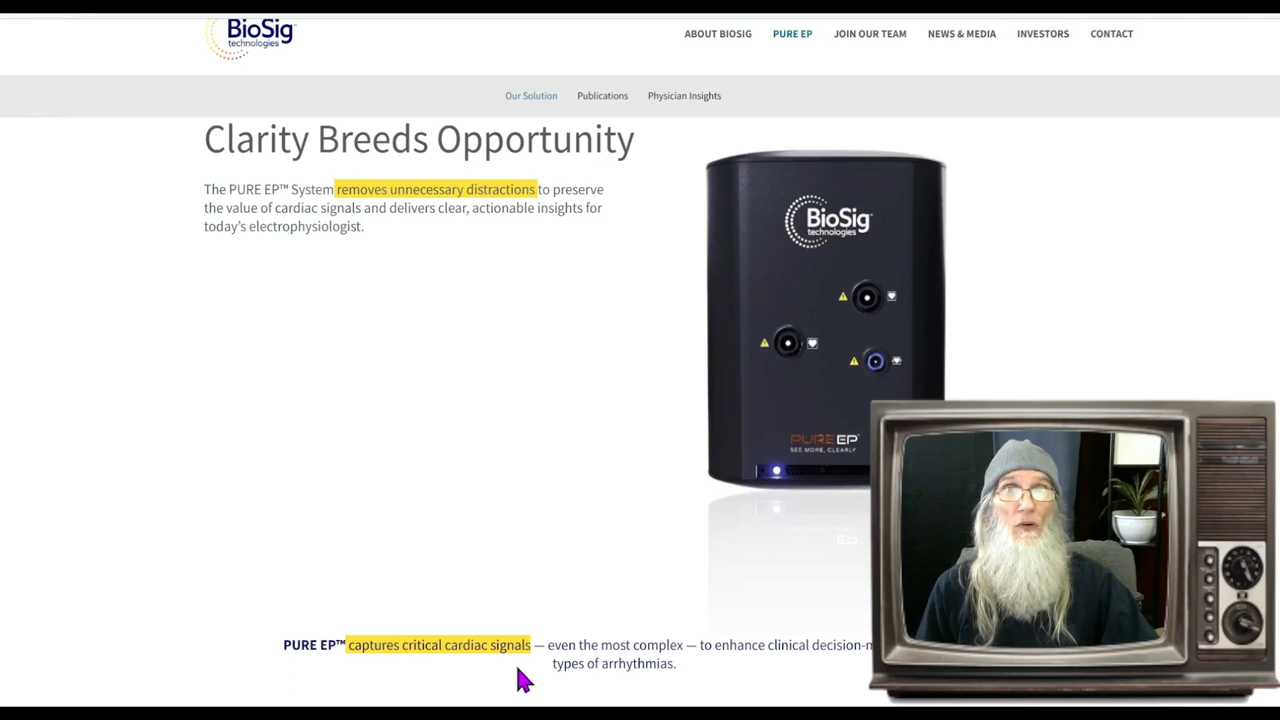 BioSig
technologies
ABOUT BIOSIG PURE EP JOIN OUR TEAM NEWS & MEDIA INVESTORS CONTACT
Our Solution Publications Physician Insights
Clarity Breeds Opportunity
The PURE EP™ System removes unnecessary distractions to preserve
the value of cardiac signals and delivers clear, actionable insights for
today's electrophysiologist.
BioSig
technologies
PURE EP™
SEE MORE, CLEARLY
PURE EP™ captures critical cardiac signals — even the most complex — to enhance clinical decision-m
types of arrhythmias.